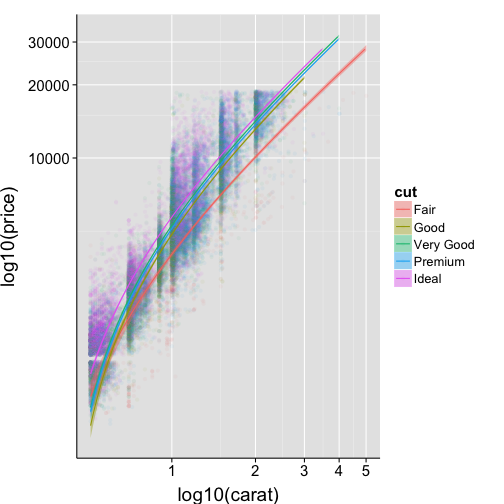 30000
20000
10000
log10(price)
1
2
3
4
5
log10(carat)
cut
Fair
Good
Very Good
Premium
Ideal